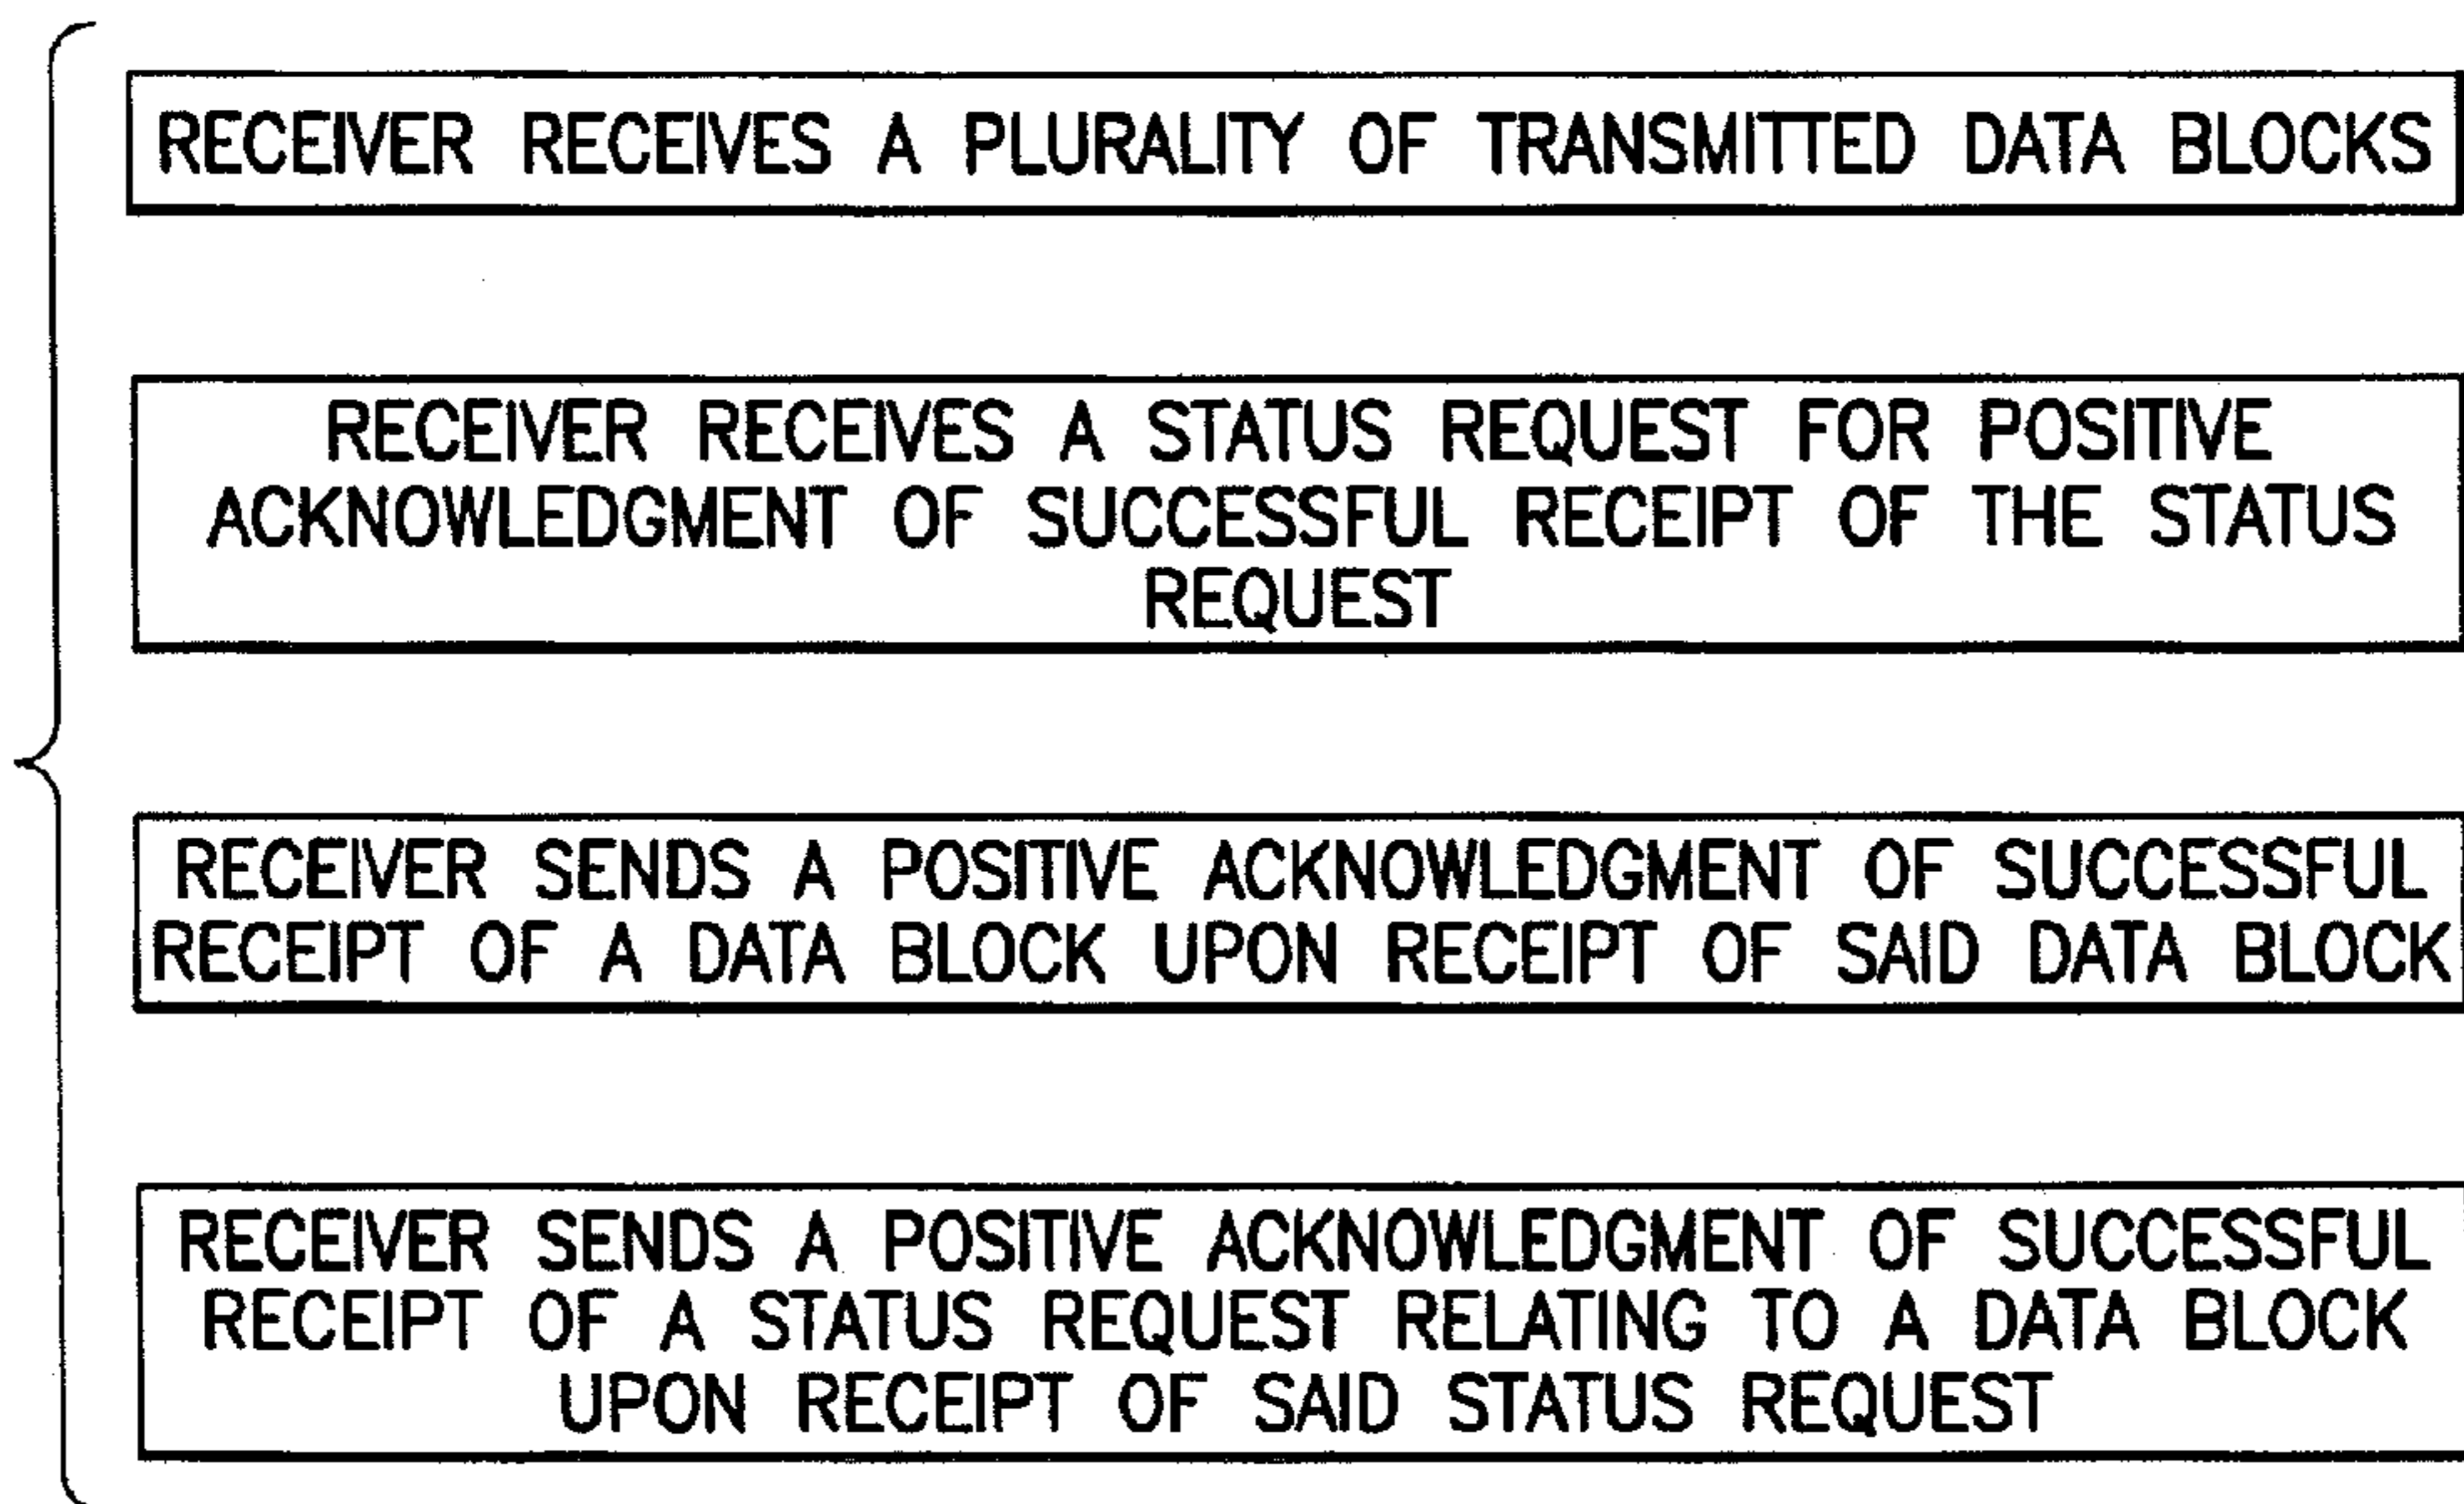 RECEIVER RECEIVES A PLURALITY OF TRANSMITTED DATA BLOCKS
RECEIVER RECEIVES A STATUS REQUEST FOR POSITIVE
ACKNOWLEDGMENT OF SUCCESSFUL RECEIPT OF THE STATUS
REQUEST
RECEIVER SENDS A POSITIVE ACKNOWLEDGMENT OF SUCCESSFUL
RECEIPT OF A DATA BLOCK UPON RECEIPT OF SAID DATA BLOCK
RECEIVER SENDS A POSITIVE ACKNOWLEDGMENT OF SUCCESSFUL
RECEIPT OF A STATUS REQUEST RELATING TO A DATA BLOCK
UPON RECEIPT OF SAID STATUS REQUEST